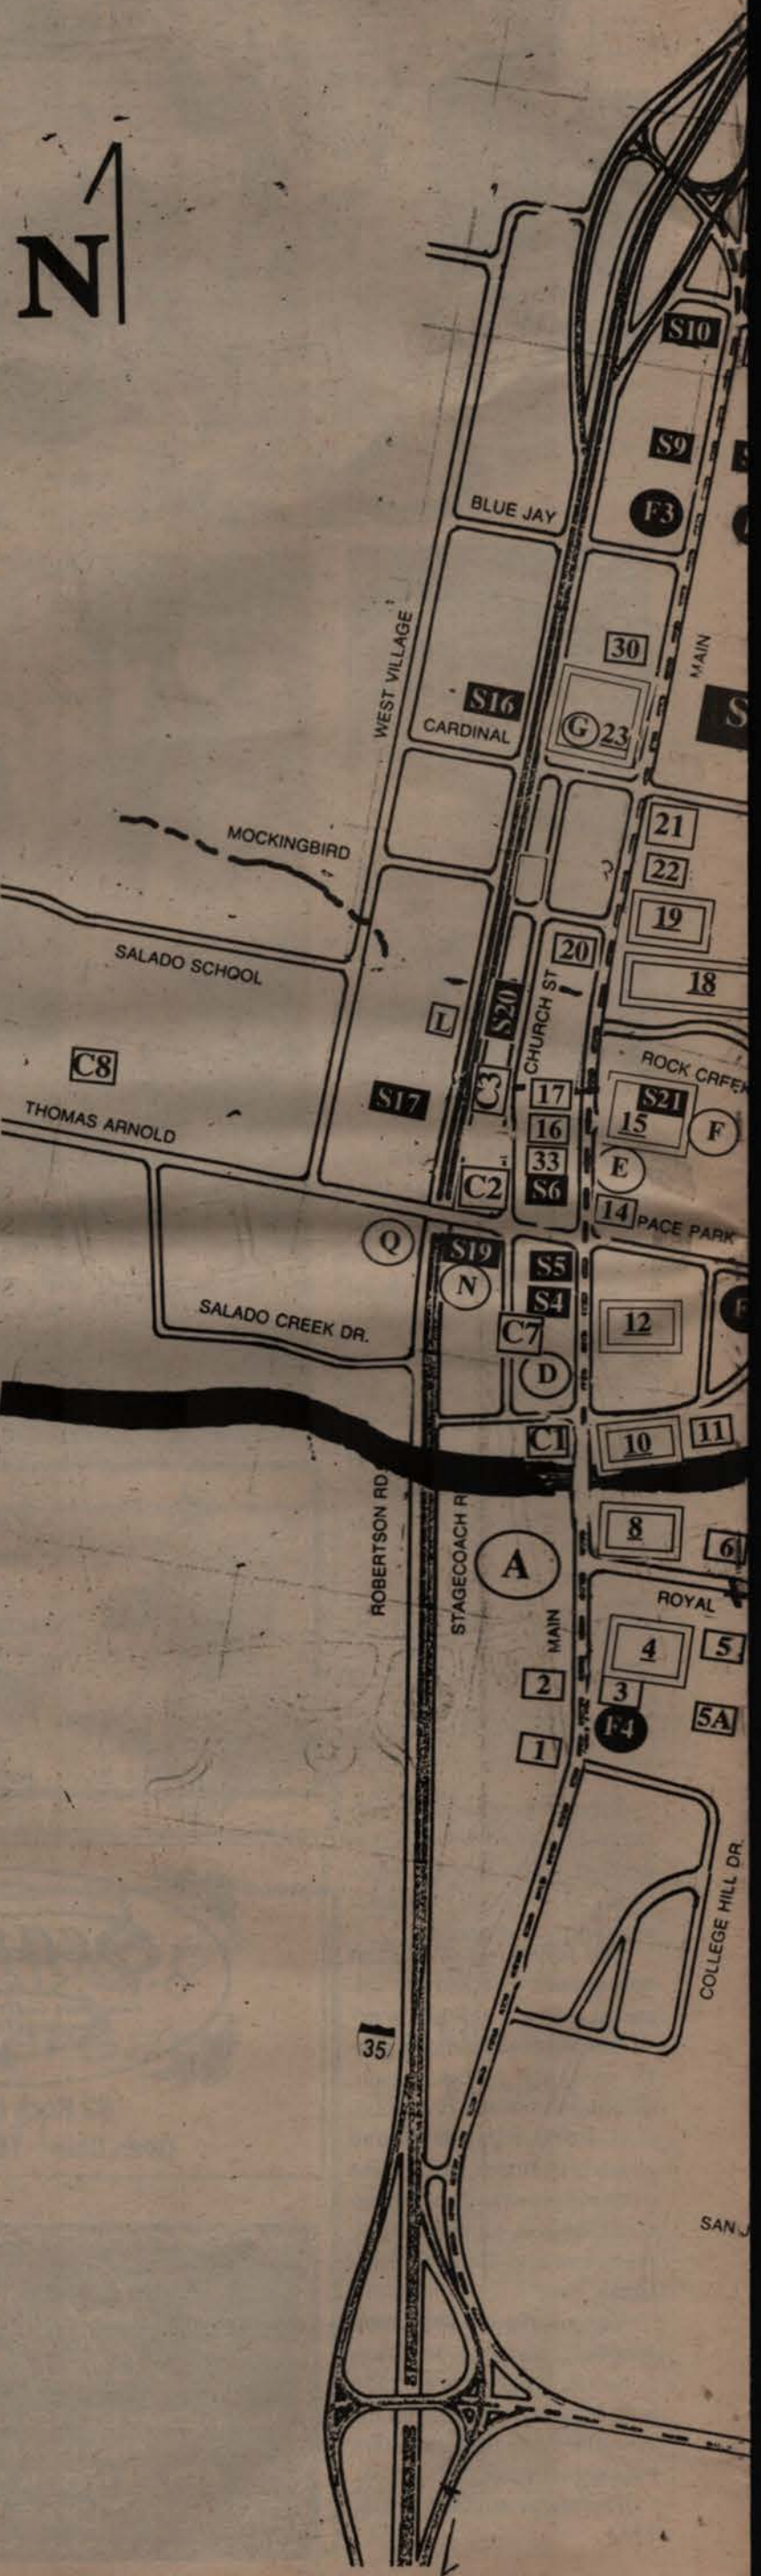 N
S10
S9
F3
BLUE JAY
30
MAIN
WEST VILLAGE
S16
CARDINAL
G 23
S
21
MOCKINGBIRD
22
19
20
SALADO SCHOOL
18
L
S20
CHURCH ST
ROCK CREEK
C8
C3
17
S21
15
F
THOMAS ARNOLD
S17
16
33
E
C2
S6
14
PACE PARK
Q
S19
N
S5
S4
12
SALADO CREEK DR.
C7
D
C1
10
11
ROBERTSON RD.
STAGECOACH R
8
6
A
ROYAL
MAIN
4
5
2
3
F4
5A
1
COLLEGE HILL DR.
35
SAN J